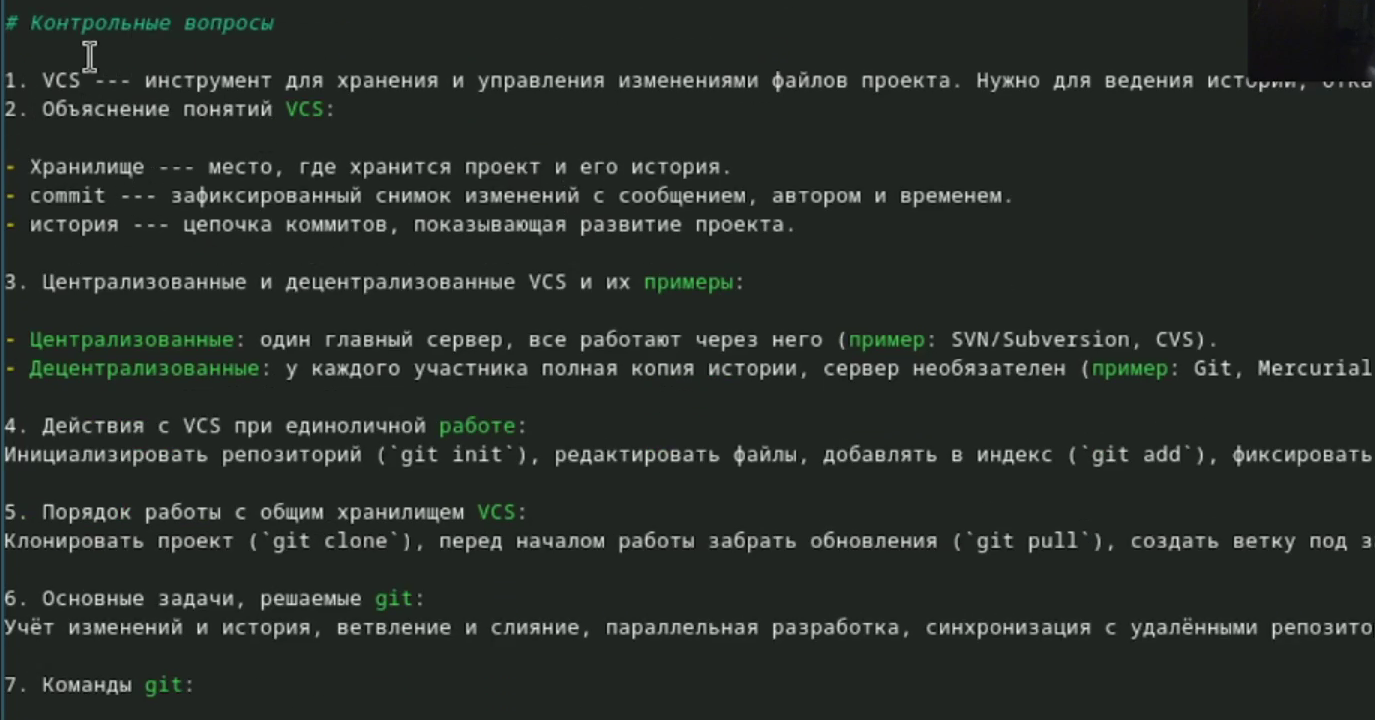 # Контрольные вопросы
1. VCS --- инструмент для хранения и управления изменениями файлов проекта. Нужно для ведения истории,
2. Объяснение понятий VCS:
- Хранилище --- место, где хранится проект и его история.
- commit --- зафиксированный снимок изменений с сообщением, автором и временем.
- история --- цепочка коммитов, показывающая развитие проекта.
3. Централизованные и децентрализованные VCS и их примеры:
- Централизованные: один главный сервер, все работают через него (пример: SVN/Subversion, CVS).
- Децентрализованные: у каждого участника полная копия истории, сервер необязателен (пример: Git, Mercurial
4. Действия с VCS при единоличной работе:
Инициализировать репозиторий (`git init`), редактировать файлы, добавлять в индекс (`git add`), фиксировать
5. Порядок работы с общим хранилищем VCS:
Клонировать проект (`git clone`), перед началом работы забрать обновления (`git pull`), создать ветку под з
6. Основные задачи, решаемые git:
Учёт изменений и история, ветвление и слияние, параллельная разработка, синхронизация с удалёнными репозито
7. Команды git: